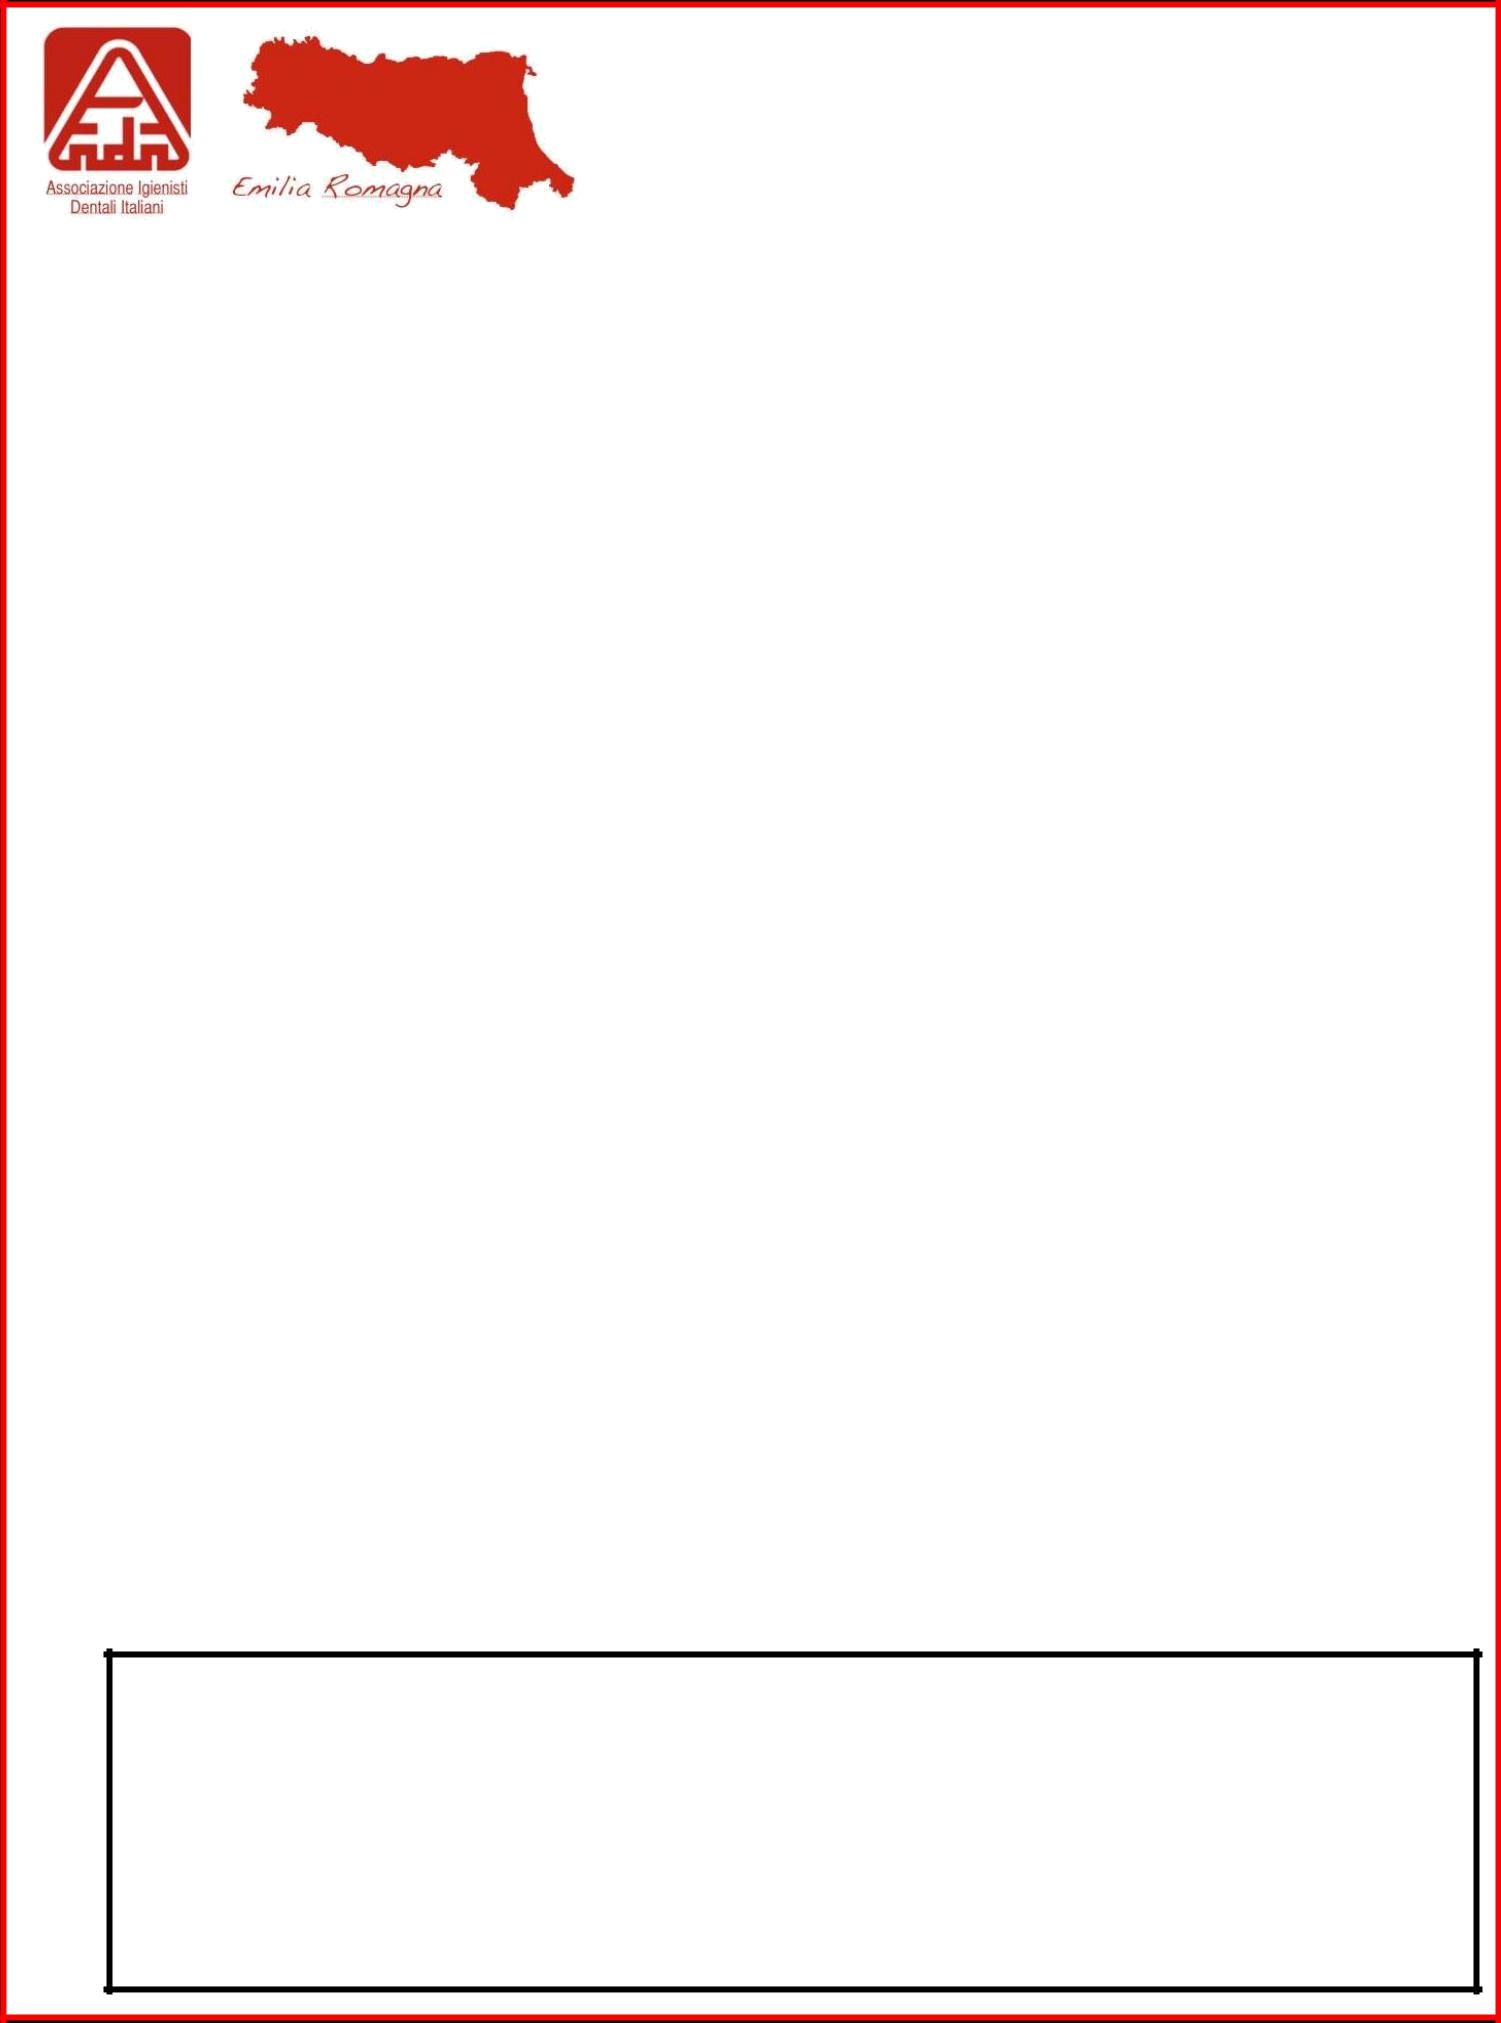 Associazione Igienisti
Dentali Italiani
Emilia Romagna